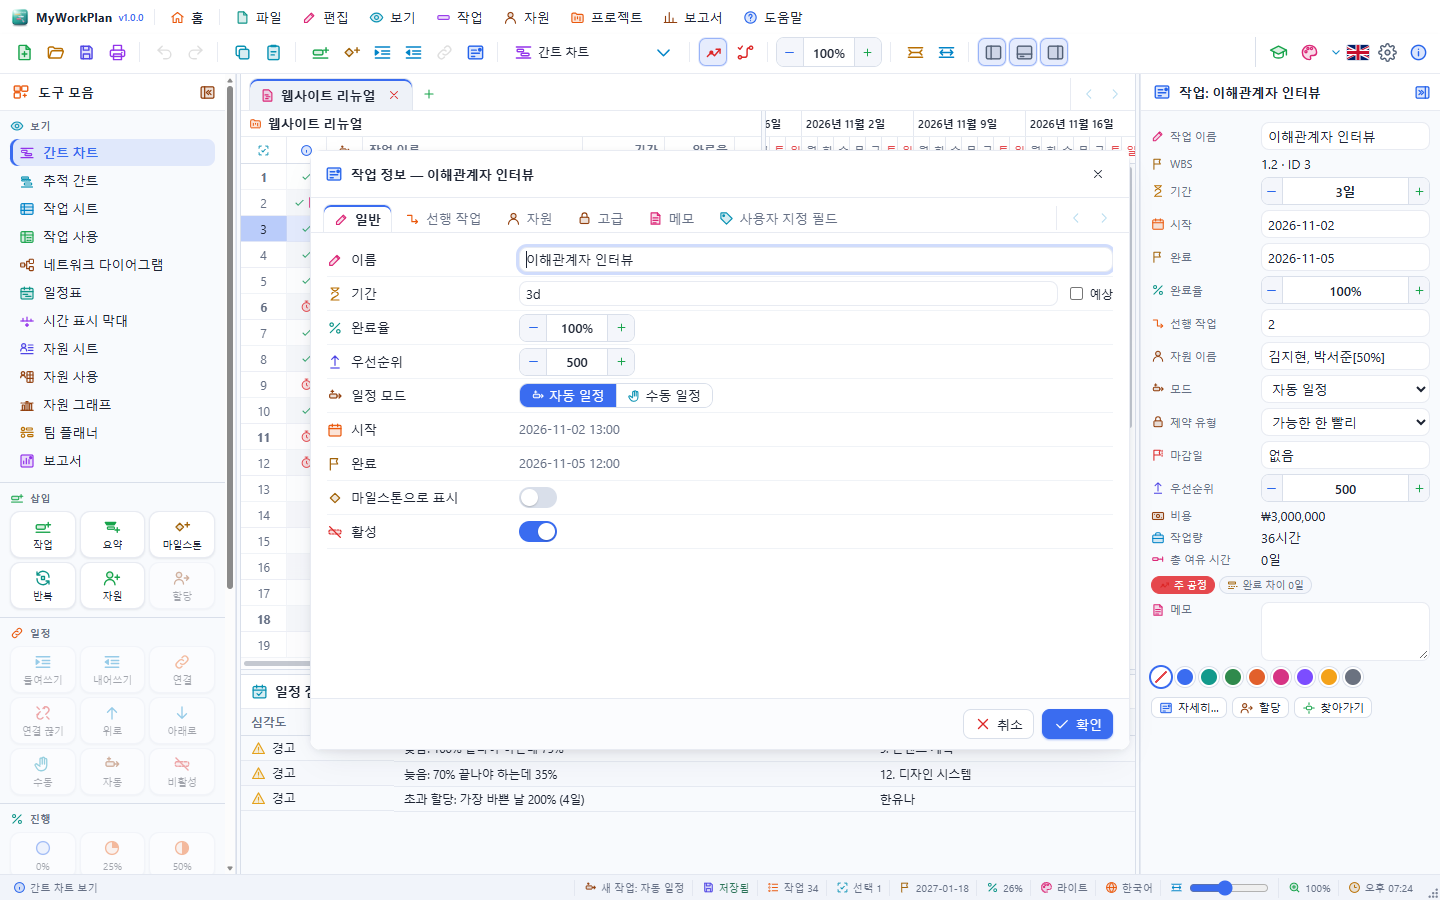 MyWorkPlan v1.0.0 홈 파일 편집 보기 작업 자원 프로젝트 보고서 도움말
간트 차트 100%
도구 모음
보기
간트 차트
추적 간트
작업 시트
작업 사용
네트워크 다이어그램
일정표
시간 표시 막대
자원 시트
자원 사용
자원 그래프
팀 플래너
보고서
삽입
작업 요약 마일스톤
반복 자원 할당
일정
들여쓰기 내어쓰기 연결
연결 끊기 위로 아래로
수동 자동 비활성
진행
0% 25% 50%
웹사이트 리뉴얼
웹사이트 리뉴얼
6일 2026년 11월 2일 2026년 11월 9일 2026년 11월 16일
1
2
3
4
5
6
7
8
9
10
11
12
13
14
15
16
17
18
19
작업 정보 — 이해관계자 인터뷰
일반 선행 작업 자원 고급 메모 사용자 지정 필드
이름 이해관계자 인터뷰
기간 3d 예상
완료율 100%
우선순위 500
일정 모드 자동 일정 수동 일정
시작 2026-11-02 13:00
완료 2026-11-05 12:00
마일스톤으로 표시
활성
취소 확인
일정
심각도
경고
경고 늦음: 70% 끝나야 하는데 35% 12. 디자인 시스템
경고 초과 할당: 가장 바쁜 날 200% (4일) 한유나
작업: 이해관계자 인터뷰
작업 이름 이해관계자 인터뷰
WBS 1.2 · ID 3
기간 3일
시작 2026-11-02
완료 2026-11-05
완료율 100%
선행 작업 2
자원 이름 김지현, 박서준[50%]
모드 자동 일정
제약 유형 가능한 한 빨리
마감일 없음
우선순위 500
비용 ₩3,000,000
작업량 36시간
총 여유 시간 0일
주 공정 완료 차이 0일
메모
자세히... 할당 찾아가기
간트 차트 보기 새 작업: 자동 일정 저장됨 작업 34 선택 1 2027-01-18 26% 라이트 한국어 100% 오후 07:24